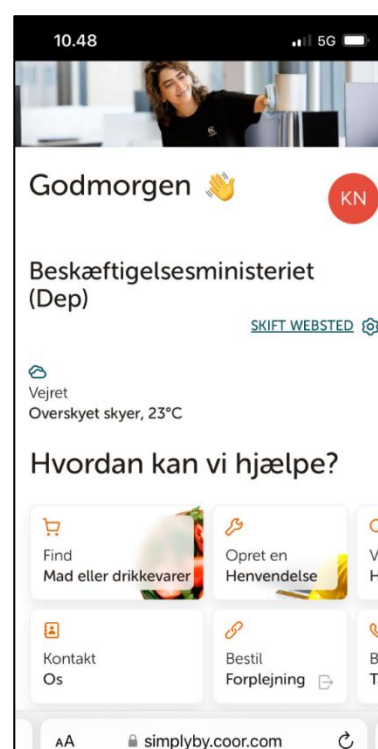 10.48
5G
Godmorgen 👋
KN
Beskæftigelsesministeriet
(Dep)
SKIFT WEBSTED
Vejret
Overskyet skyer, 23°C
Hvordan kan vi hjælpe?
Find
Mad eller drikkevarer
Opret en
Henvendelse
V
H
Kontakt
Os
Bestil
Forplejning
B
T
AA
simplyby.coor.com